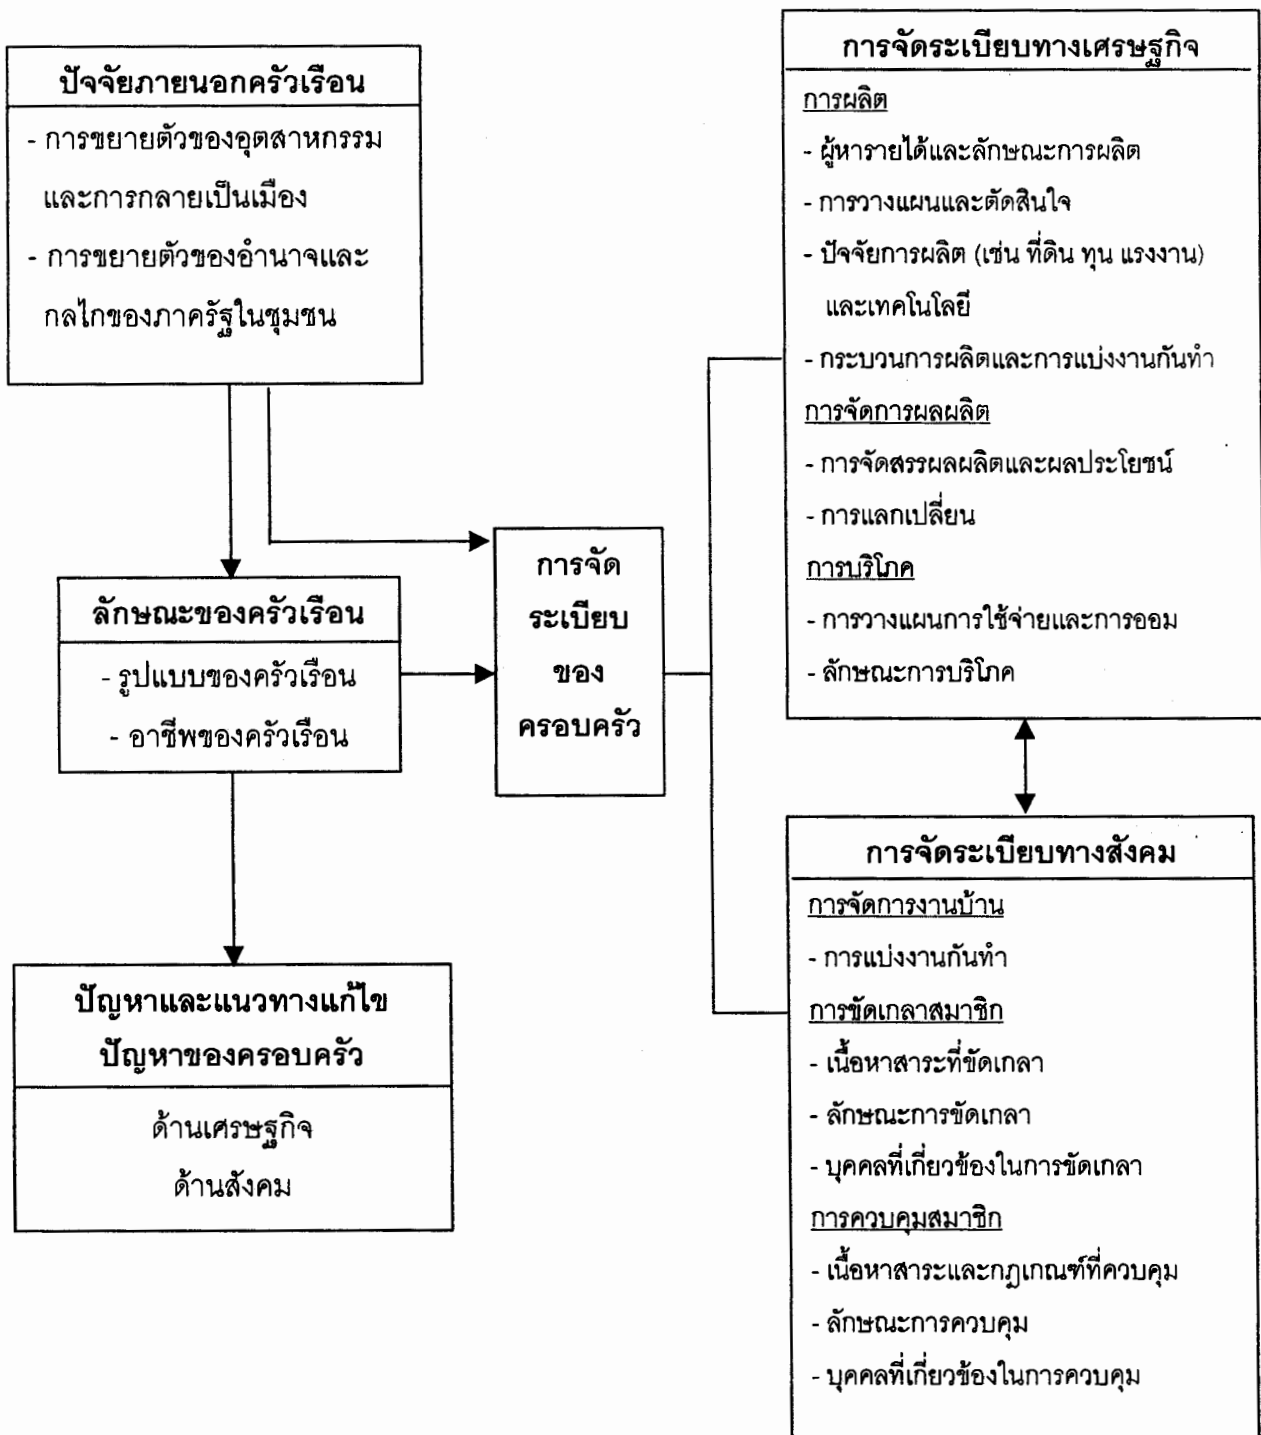 ปัจจัยภายนอกครัวเรือน
- การขยายตัวของอุตสาหกรรม
และการกลายเป็นเมือง
- การขยายตัวของอำนาจและ
กลไกของภาครัฐในชุมชน
ลักษณะของครัวเรือน
- รูปแบบของครัวเรือน
- อาชีพของครัวเรือน
ปัญหาและแนวทางแก้ไข
ปัญหาของครอบครัว
ด้านเศรษฐกิจ
ด้านสังคม
การจัด
ระเบียบ
ของ
ครอบครัว
การจัดระเบียบทางเศรษฐกิจ
การผลิต
- ผู้หารายได้และลักษณะการผลิต
- การวางแผนและตัดสินใจ
- ปัจจัยการผลิต (เช่น ที่ดิน ทุน แรงงาน)
และเทคโนโลยี
- กระบวนการผลิตและการแบ่งงานกันทำ
การจัดการผลผลิต
- การจัดสรรผลผลิตและผลประโยชน์
- การแลกเปลี่ยน
การบริโภค
- การวางแผนการใช้จ่ายและการออม
- ลักษณะการบริโภค
การจัดระเบียบทางสังคม
การจัดการงานบ้าน
- การแบ่งงานกันทำ
การขัดเกลาสมาชิก
- เนื้อหาสาระที่ขัดเกลา
- ลักษณะการขัดเกลา
- บุคคลที่เกี่ยวข้องในการขัดเกลา
การควบคุมสมาชิก
- เนื้อหาสาระและกฎเกณฑ์ที่ควบคุม
- ลักษณะการควบคุม
- บุคคลที่เกี่ยวข้องในการควบคุม